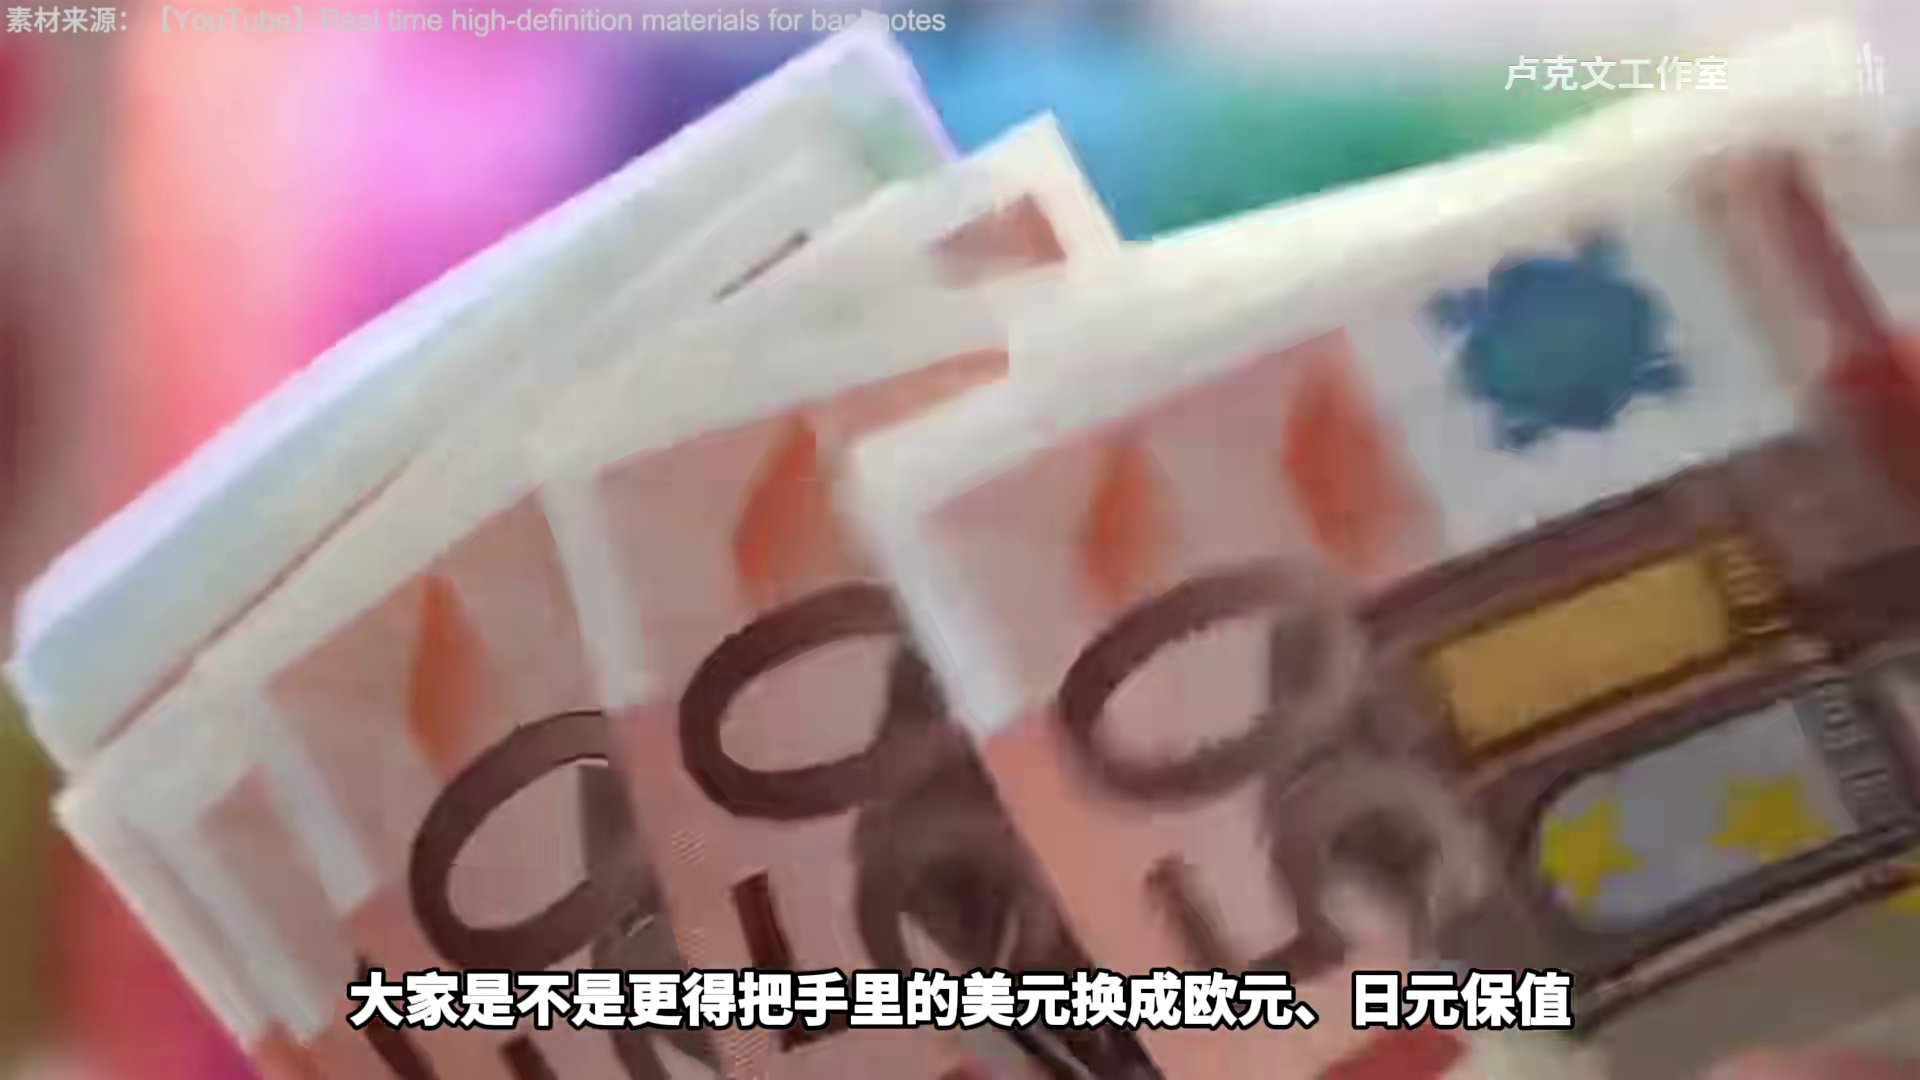 素材来源：【YouTube】Real time high-definition materials for banknotes
卢克文工作室
大家是不是更得把手里的美元换成欧元、日元保值